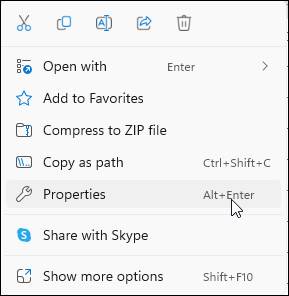 Open with Enter
Add to Favorites
Compress to ZIP file
Copy as path Ctrl+Shift+C
Properties Alt+Enter
Share with Skype
Show more options Shift+F10